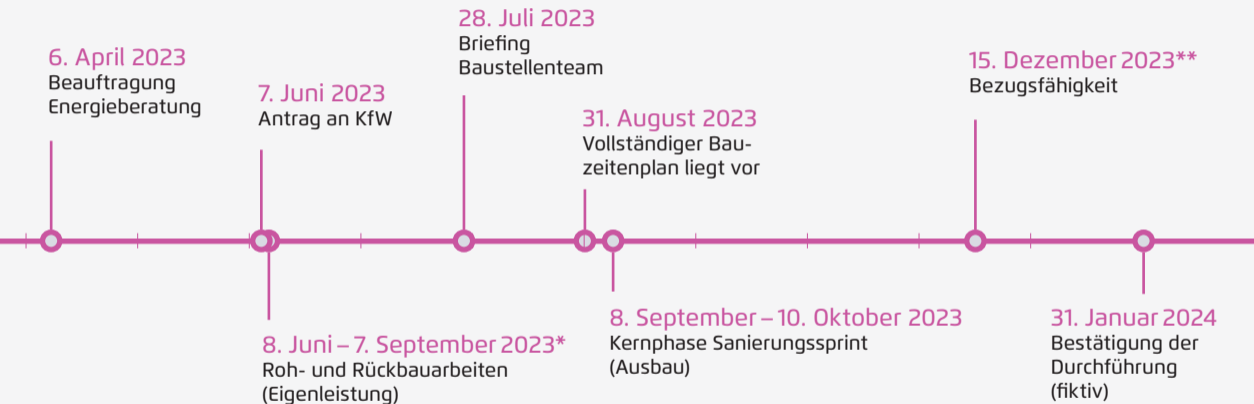 6. April 2023
Beauftragung
Energieberatung
7. Juni 2023
Antrag an KfW
8. Juni – 7. September 2023*
Roh- und Rückbauarbeiten
(Eigenleistung)
28. Juli 2023
Briefing
Baustellenteam
31. August 2023
Vollständiger Bau-
zeitenplan liegt vor
8. September – 10. Oktober 2023
Kernphase Sanierungssprint
(Ausbau)
15. Dezember 2023**
Bezugsfähigkeit
31. Januar 2024
Bestätigung der
Durchführung
(fiktiv)